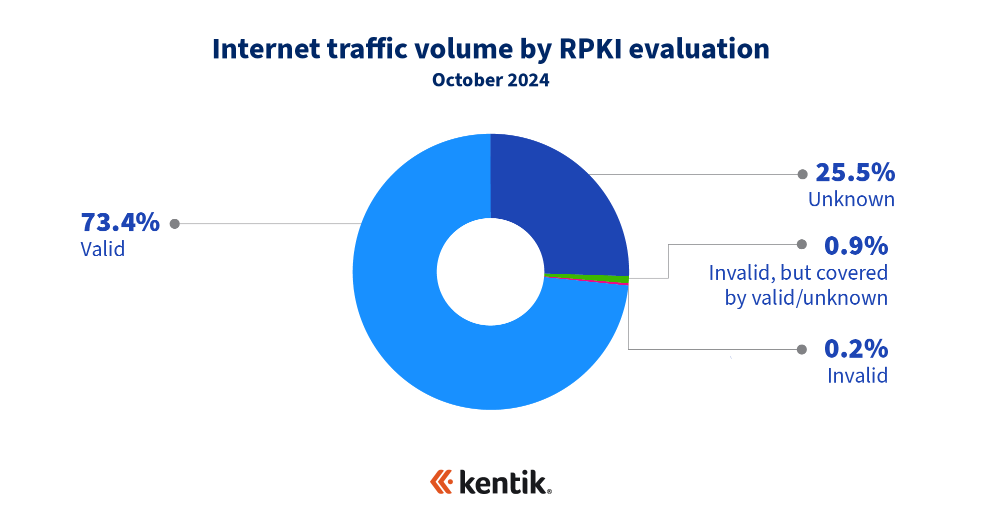 Internet traffic volume by RPKI evaluation
October 2024
25.5%
Unknown
73.4%
Valid
0.9%
Invalid, but covered
by valid/unknown
0.2%
Invalid
kentik®